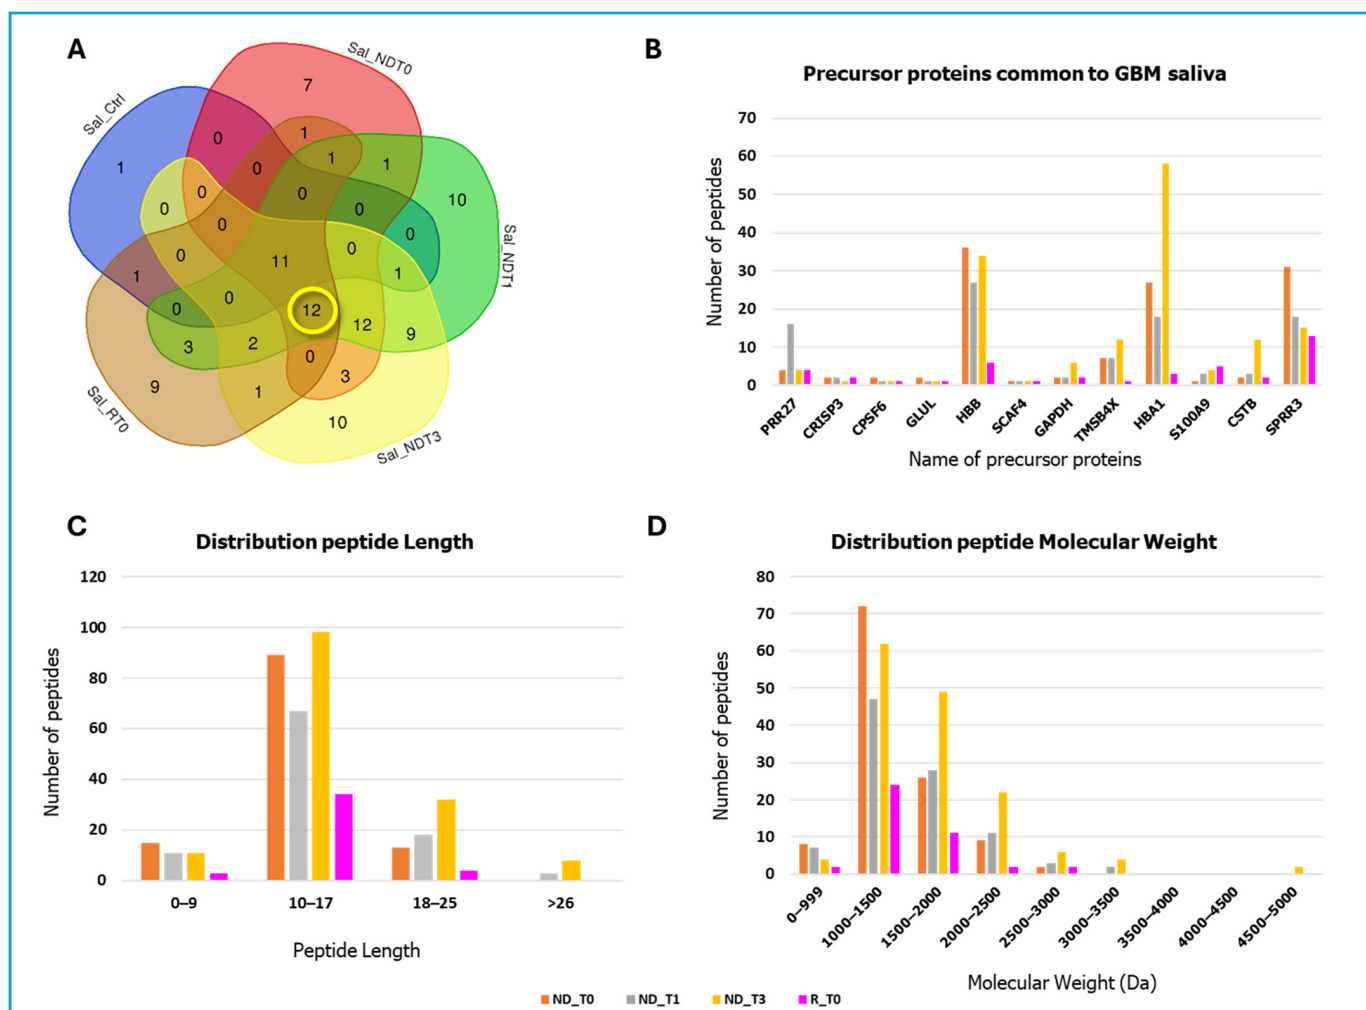 A
Sal_Ctrl
Sal_NDT0
Sal_NDT1
Sal_NDT3
Sal_RT0
7
1
0
1
0
1
1
10
0
0
0
0
0
0
0
0
11
0
1
1
0
0
12
12
9
3
2
0
3
9
1
10
B
Precursor proteins common to GBM saliva
Number of peptides
70
60
50
40
30
20
10
0
PRR27
CRISP3
CPSF6
GLUL
HBB
SCAF4
GAPDH
TMSB4X
HBA1
S100A9
CSTB
SPRR3
Name of precursor proteins
C
Distribution peptide Length
Number of peptides
120
100
80
60
40
20
0
0–9
10–17
18–25
>26
Peptide Length
D
Distribution peptide Molecular Weight
Number of peptides
80
70
60
50
40
30
20
10
0
0–999
1000–1500
1500–2000
2000–2500
2500–3000
3000–3500
3500–4000
4000–4500
4500–5000
Molecular Weight (Da)
ND_T0 ND_T1 ND_T3 R_T0